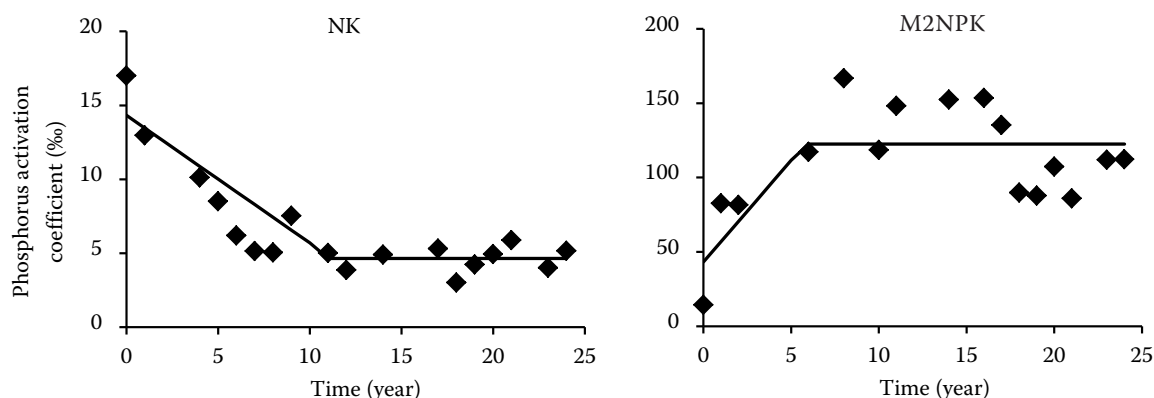 NK
Phosphorus activation
coefficient (‰)
20
15
10
5
0
0 5 10 15 20 25
Time (year)
M2NPK
200
150
100
50
0
0 5 10 15 20 25
Time (year)